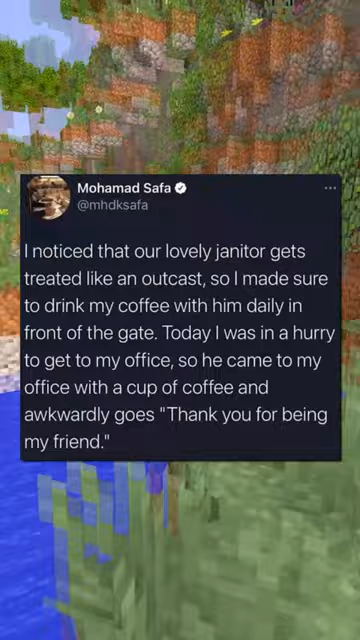 Mohamad Safa
@mhdksafa
I noticed that our lovely janitor gets
treated like an outcast, so I made sure
to drink my coffee with him daily in
front of the gate. Today I was in a hurry
to get to my office, so he came to my
office with a cup of coffee and
awkwardly goes "Thank you for being
my friend."